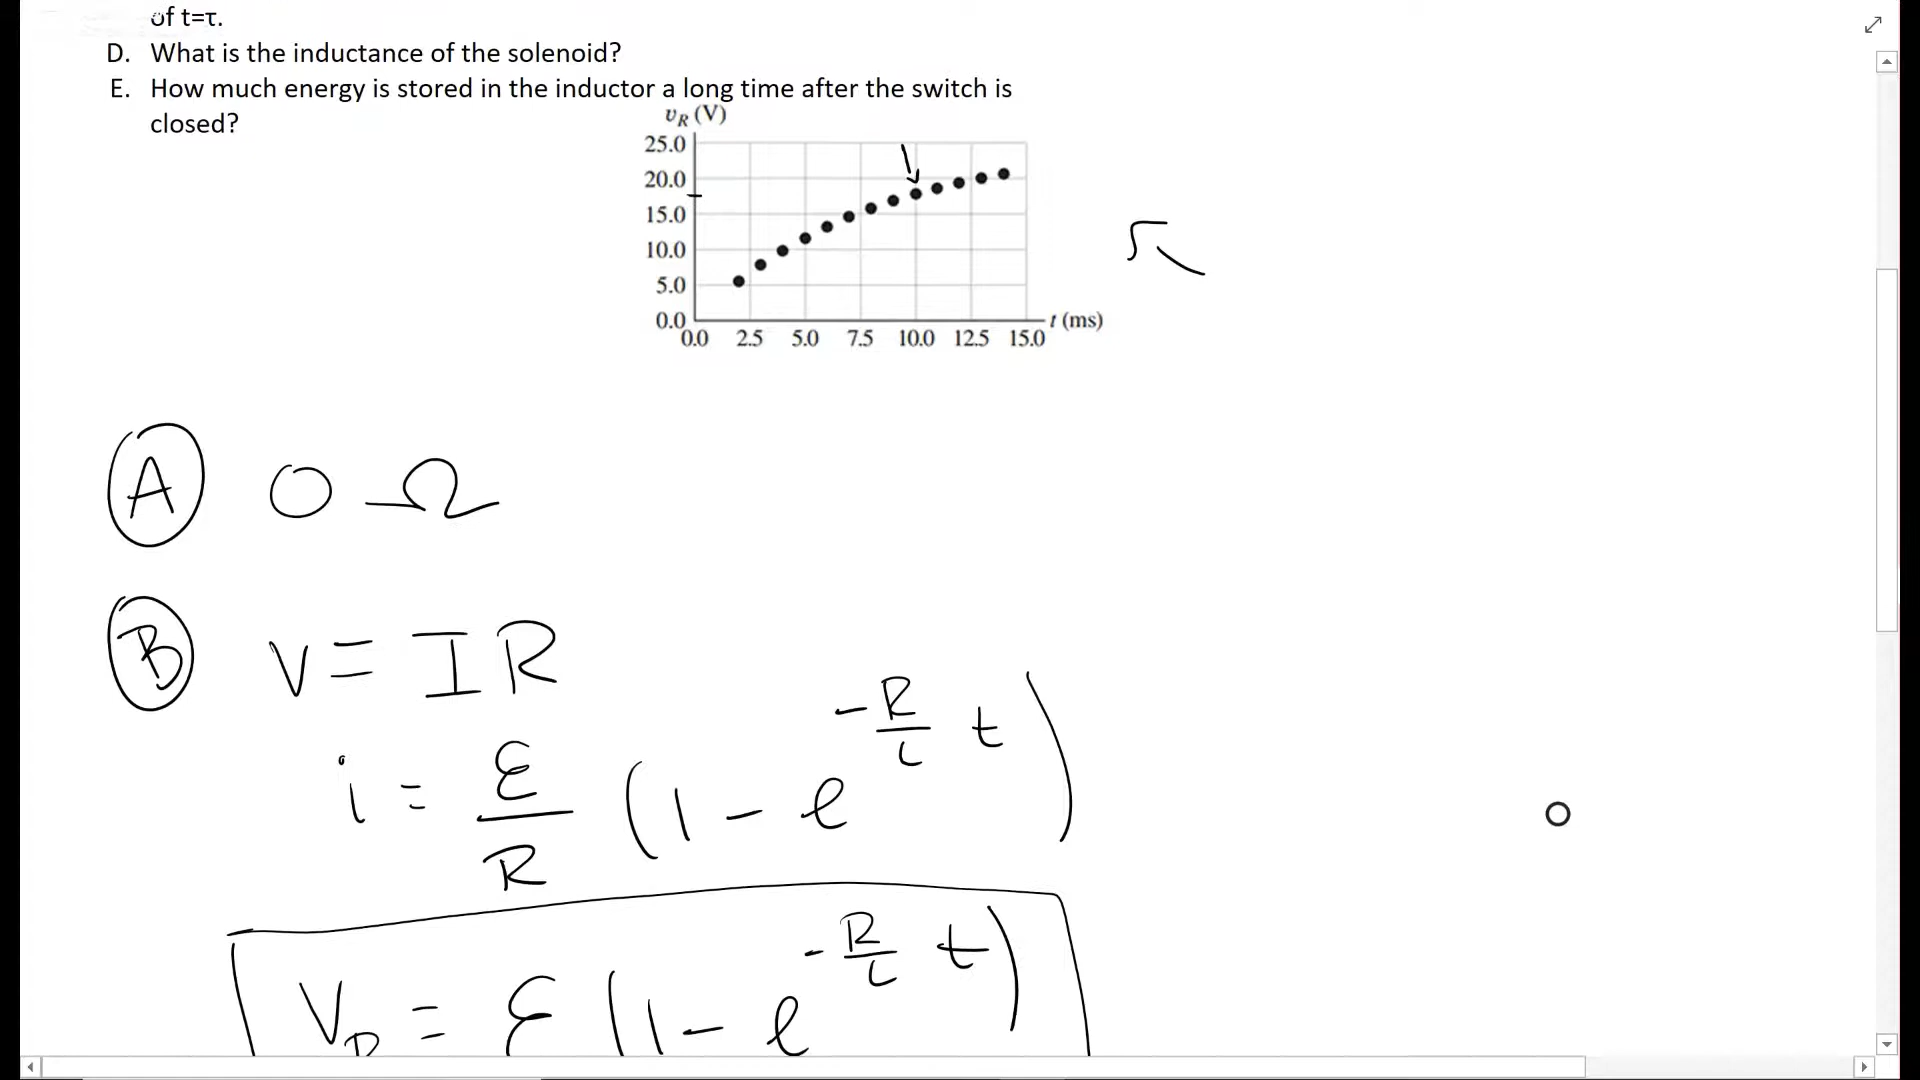 of t=τ.
D. What is the inductance of the solenoid?
E. How much energy is stored in the inductor a long time after the switch is
closed?
v_R (V)
25.0
20.0
15.0
10.0
5.0
0.0
0.0 2.5 5.0 7.5 10.0 12.5 15.0
t (ms)
A 0 Ω
B V = I R
i = ε/R (1 - e^(-R/L t))
V_R = ε (1 - e^(-R/L t))